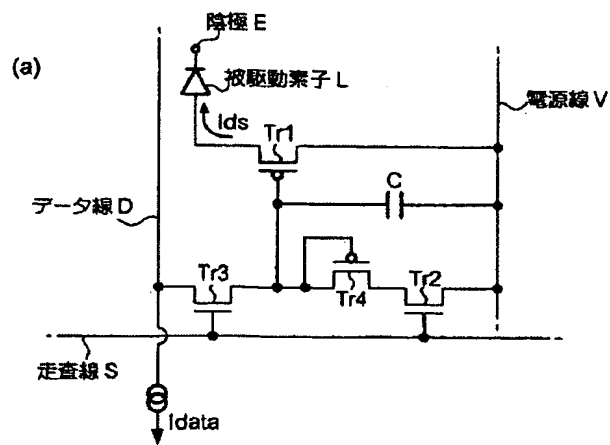 陰極 E
(a)
被駆動素子 L
電源線 V
Ids
Tr1
C
データ線 D
Tr3
Tr4
Tr2
走査線 S
Idata